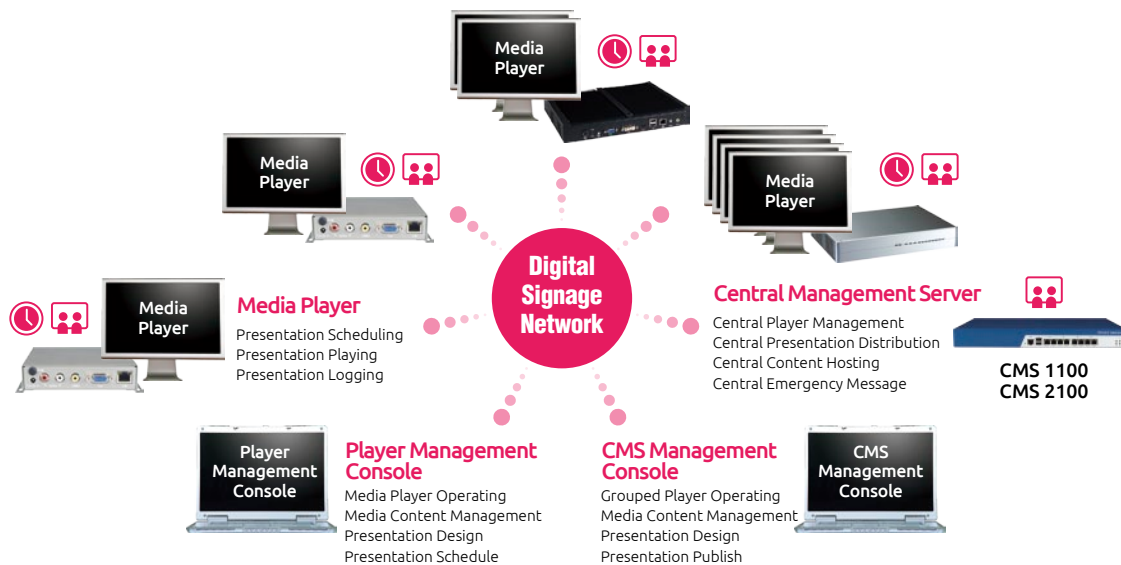 Media
Player
Media
Player
Media
Player
Digital
Signage
Network
Media
Player
Media Player
Presentation Scheduling
Presentation Playing
Presentation Logging
Central Management Server
Central Player Management
Central Presentation Distribution
Central Content Hosting
Central Emergency Message
CMS 1100
CMS 2100
Player
Management
Console
Player Management
Console
Media Player Operating
Media Content Management
Presentation Design
Presentation Schedule
CMS Management
Console
Grouped Player Operating
Media Content Management
Presentation Design
Presentation Publish
CMS
Management
Console